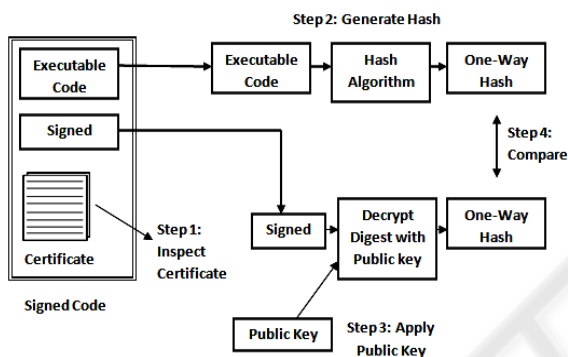 Step 2: Generate Hash
Executable
Code
Executable
Code
Hash
Algorithm
One-Way
Hash
Signed
Step 4:
Compare
Certificate
Step 1:
Inspect
Certificate
Signed
Decrypt
Digest with
Public key
One-Way
Hash
Signed Code
Public Key
Step 3: Apply
Public Key